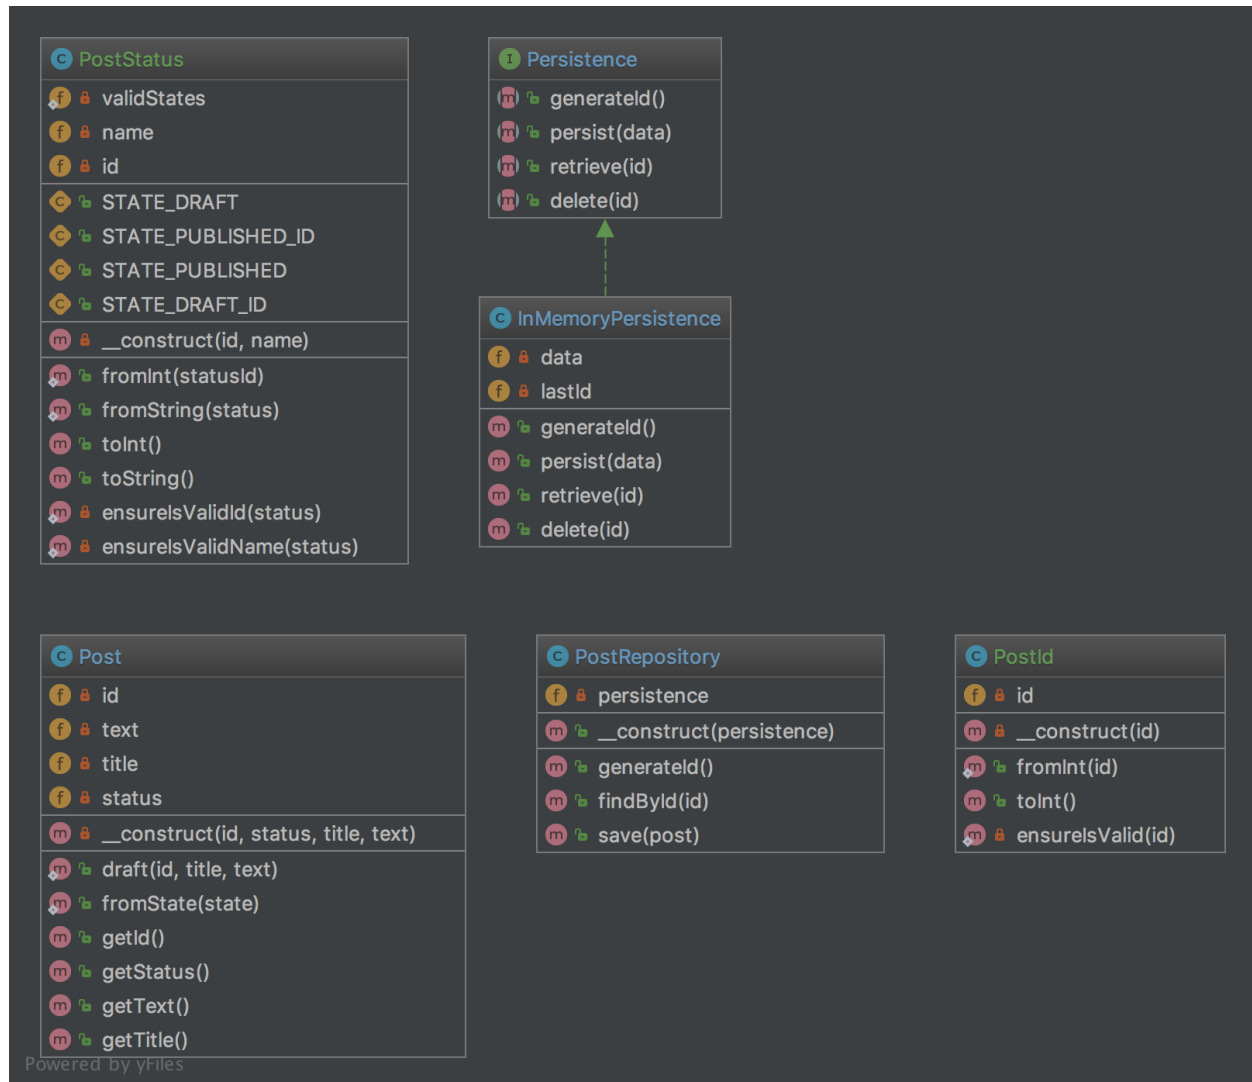 PostStatus
validStates
name
id
STATE_DRAFT
STATE_PUBLISHED_ID
STATE_PUBLISHED
STATE_DRAFT_ID
__construct(id, name)
fromInt(statusId)
fromString(status)
toInt()
toString()
ensureIsValidId(status)
ensureIsValidName(status)
Persistence
generateId()
persist(data)
retrieve(id)
delete(id)
InMemoryPersistence
data
lastId
generateId()
persist(data)
retrieve(id)
delete(id)
Post
id
text
title
status
__construct(id, status, title, text)
draft(id, title, text)
fromState(state)
getId()
getStatus()
getText()
getTitle()
PostRepository
persistence
__construct(persistence)
generateId()
findById(id)
save(post)
PostId
id
__construct(id)
fromInt(id)
toInt()
ensureIsValid(id)
Powered by yFiles